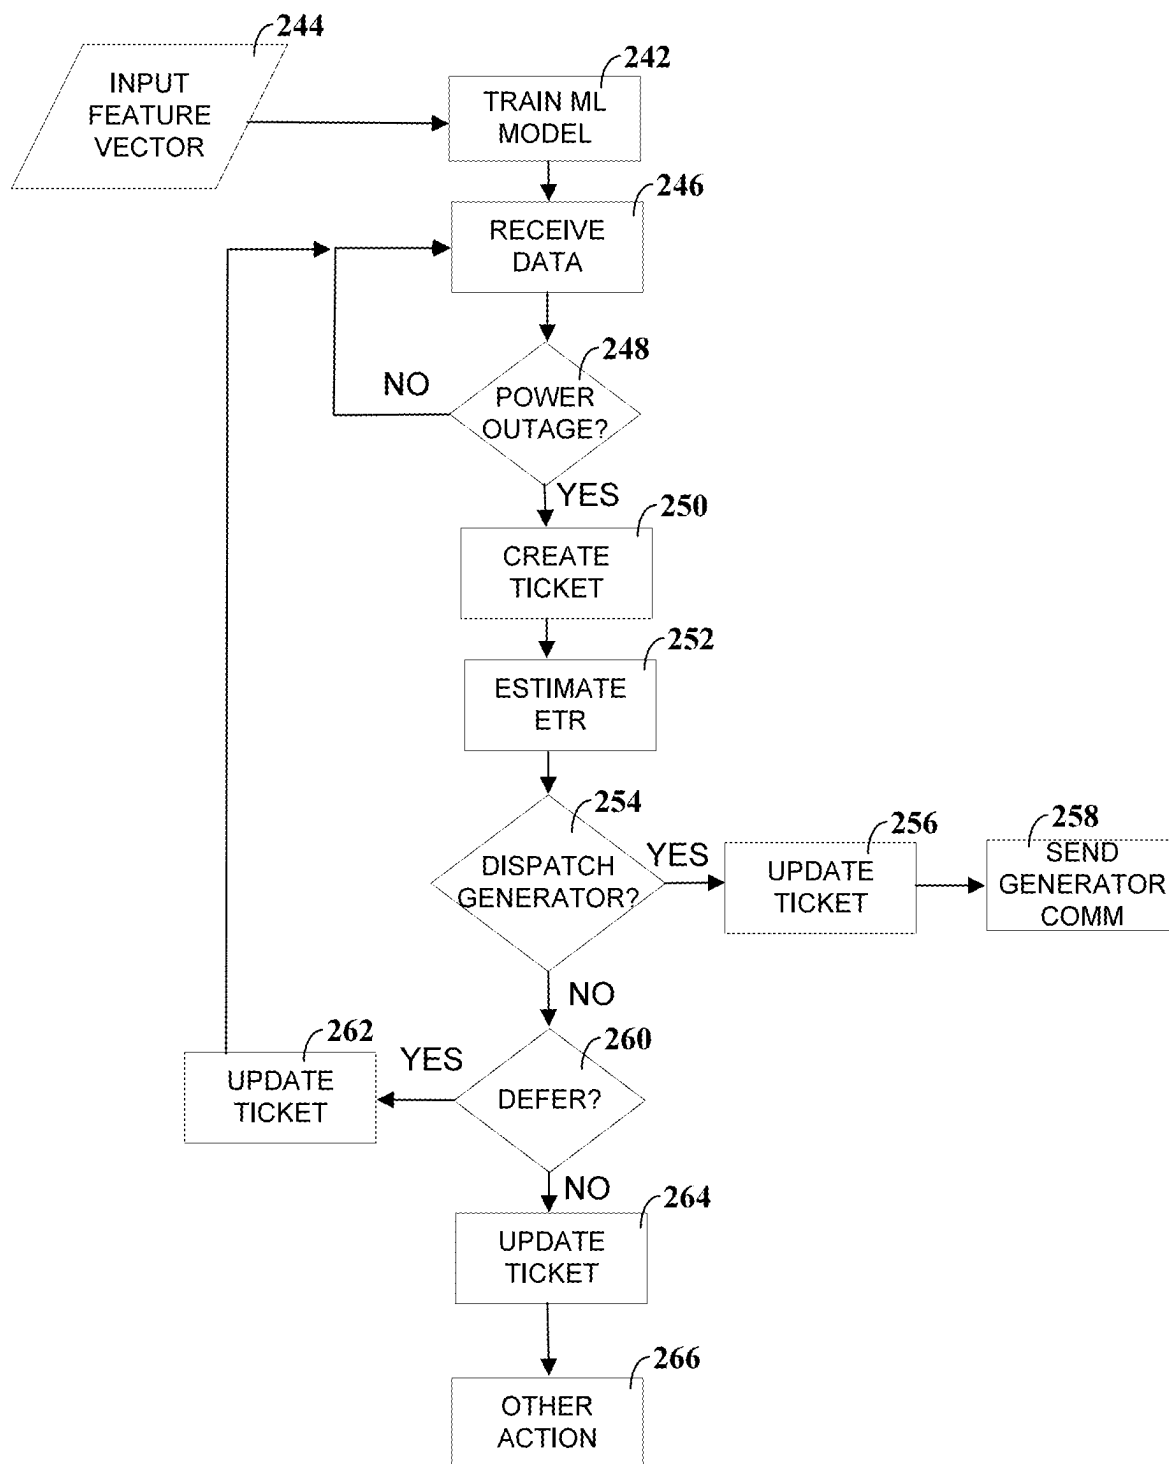 244
INPUT
FEATURE
VECTOR
242
TRAIN ML
MODEL
246
RECEIVE
DATA
248
NO
POWER
OUTAGE?
YES
250
CREATE
TICKET
252
ESTIMATE
ETR
254
DISPATCH
GENERATOR?
YES
256
UPDATE
TICKET
258
SEND
GENERATOR
COMM
NO
260
DEFER?
YES
262
UPDATE
TICKET
NO
264
UPDATE
TICKET
266
OTHER
ACTION